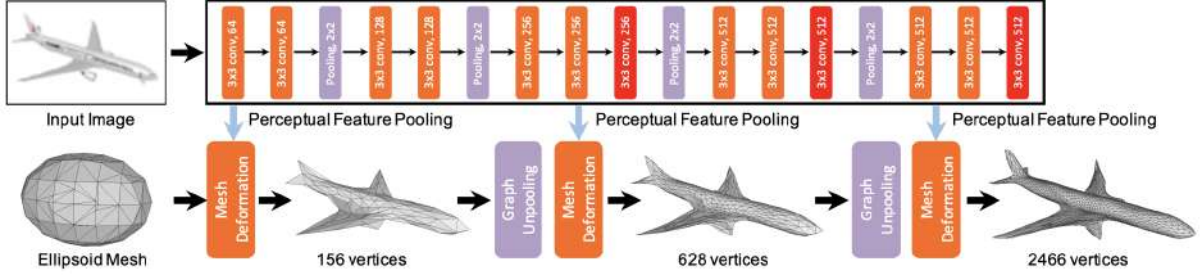 3x3 conv, 64
3x3 conv, 64
Pooling, 2x2
3x3 conv, 128
3x3 conv, 128
Pooling, 2x2
3x3 conv, 256
3x3 conv, 256
3x3 conv, 256
Pooling, 2x2
3x3 conv, 512
3x3 conv, 512
3x3 conv, 512
Pooling, 2x2
3x3 conv, 512
3x3 conv, 512
3x3 conv, 512
Input Image
Perceptual Feature Pooling
Perceptual Feature Pooling
Perceptual Feature Pooling
Mesh
Deformation
Graph
Unpooling
Mesh
Deformation
Graph
Unpooling
Mesh
Deformation
Ellipsoid Mesh
156 vertices
628 vertices
2466 vertices